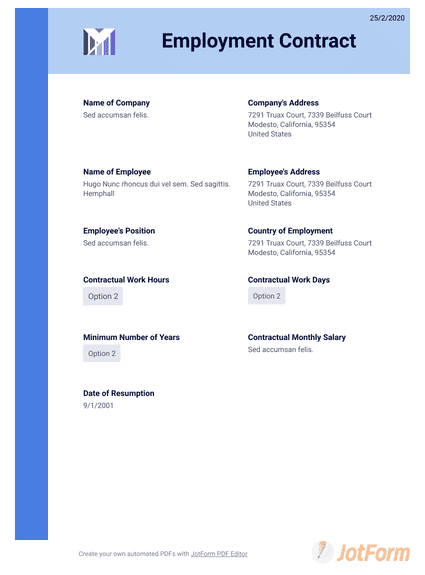 25/2/2020
Employment Contract
Name of Company
Sed accumsan felis.
Company's Address
7291 Truax Court, 7339 Beilfuss Court
Modesto, California, 95354
United States
Name of Employee
Hugo Nunc rhoncus dui vel sem. Sed sagittis.
Hemphall
Employee's Address
7291 Truax Court, 7339 Beilfuss Court
Modesto, California, 95354
United States
Employee's Position
Sed accumsan felis.
Country of Employment
7291 Truax Court, 7339 Beilfuss Court
Modesto, California, 95354
Contractual Work Hours
Option 2
Contractual Work Days
Option 2
Minimum Number of Years
Option 2
Contractual Monthly Salary
Sed accumsan felis.
Date of Resumption
9/1/2001
Create your own automated PDFs with JotForm PDF Editor
JotForm